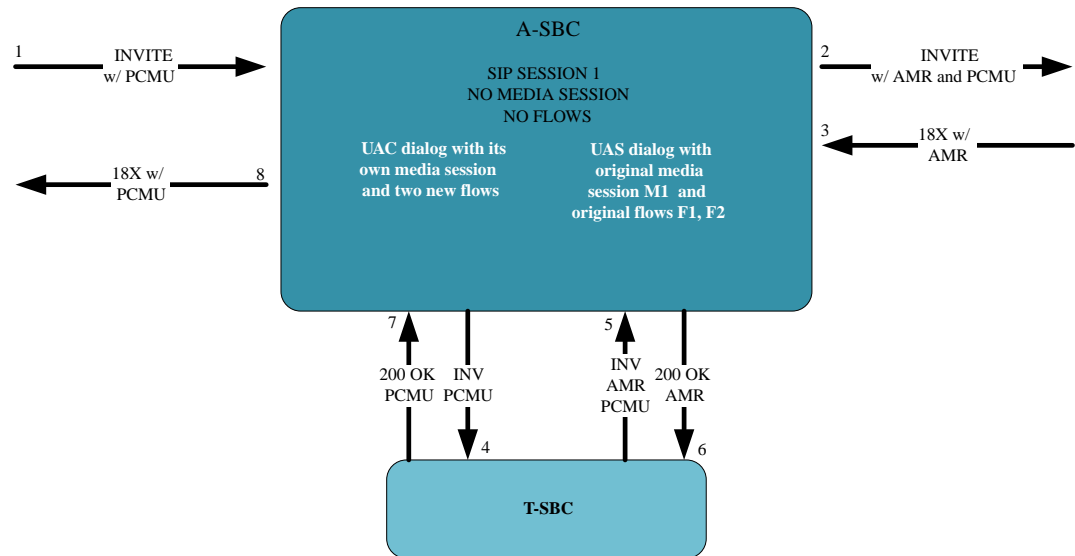 A-SBC
1
INVITE
w/ PCMU
2
INVITE
w/ AMR and PCMU
SIP SESSION 1
NO MEDIA SESSION
NO FLOWS
3
18X w/
AMR
UAC dialog with its
own media session
and two new flows
UAS dialog with
original media
session M1 and
original flows F1, F2
18X w/
PCMU
8
7
200 OK
PCMU
INV
PCMU
4
5
INV
AMR
PCMU
200 OK
AMR
6
T-SBC